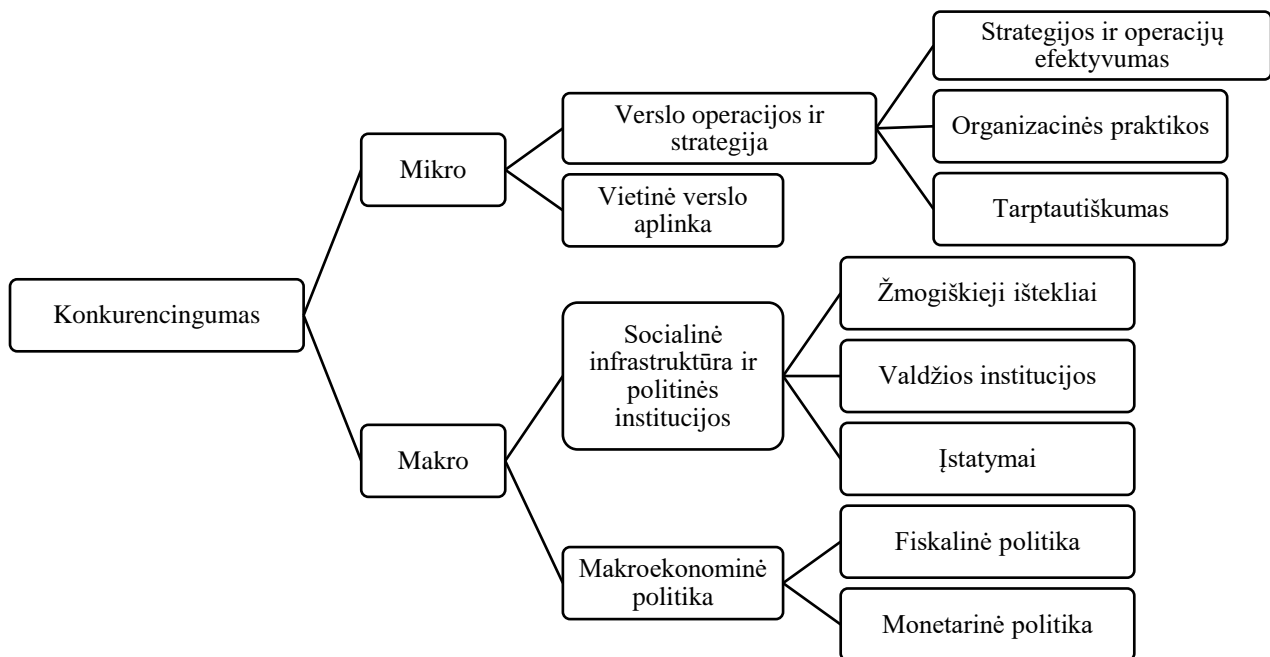 Konkurencingumas
Mikro
Verslo operacijos ir
strategija
Strategijos ir operacijų
efektyvumas
Organizacinės praktikos
Tarptautiškumas
Vietinė verslo
aplinka
Makro
Socialinė
infrastruktūra ir
politinės
institucijos
Žmogiškieji ištekliai
Valdžios institucijos
Įstatymai
Makroekonominė
politika
Fiskalinė politika
Monetarinė politika